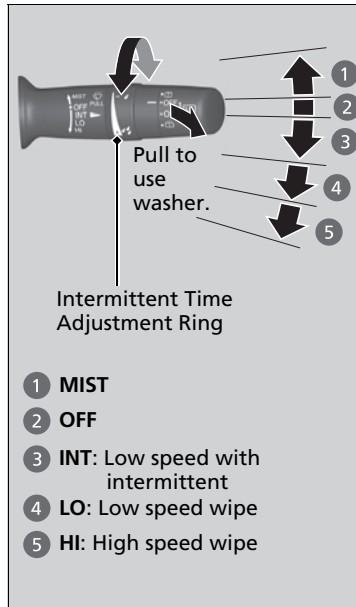 MIST
OFF
INT
LO
HI
PULL
1
2
3
4
5
Pull to
use
washer.
Intermittent Time
Adjustment Ring
1 MIST
2 OFF
3 INT: Low speed with
intermittent
4 LO: Low speed wipe
5 HI: High speed wipe